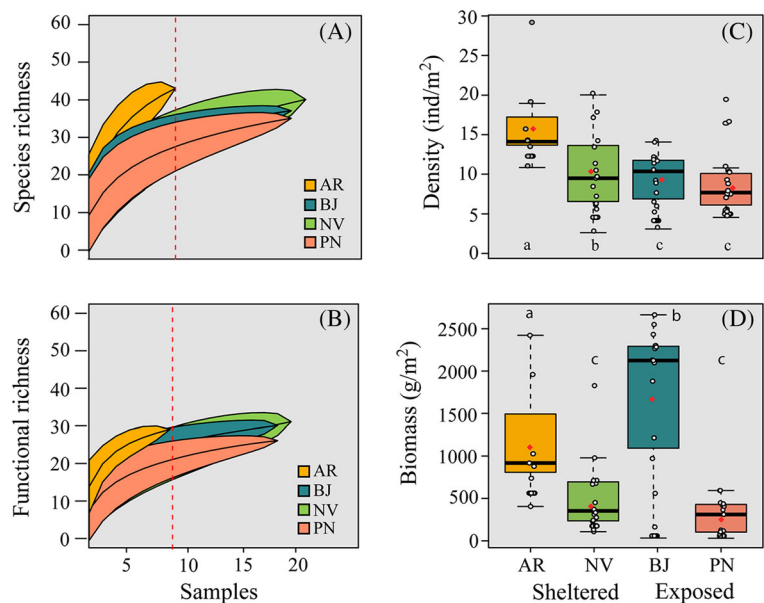 (A)
Species richness
60
50
40
30
20
10
0
AR
BJ
NV
PN
(B)
Functional richness
60
50
40
30
20
10
0
AR
BJ
NV
PN
5 10 15 20
Samples
(C)
Density (ind/m²)
30
25
20
15
10
5
0
a b c c
(D)
Biomass (g/m²)
2500
2000
1500
1000
500
0
a c b c
AR NV BJ PN
Sheltered Exposed